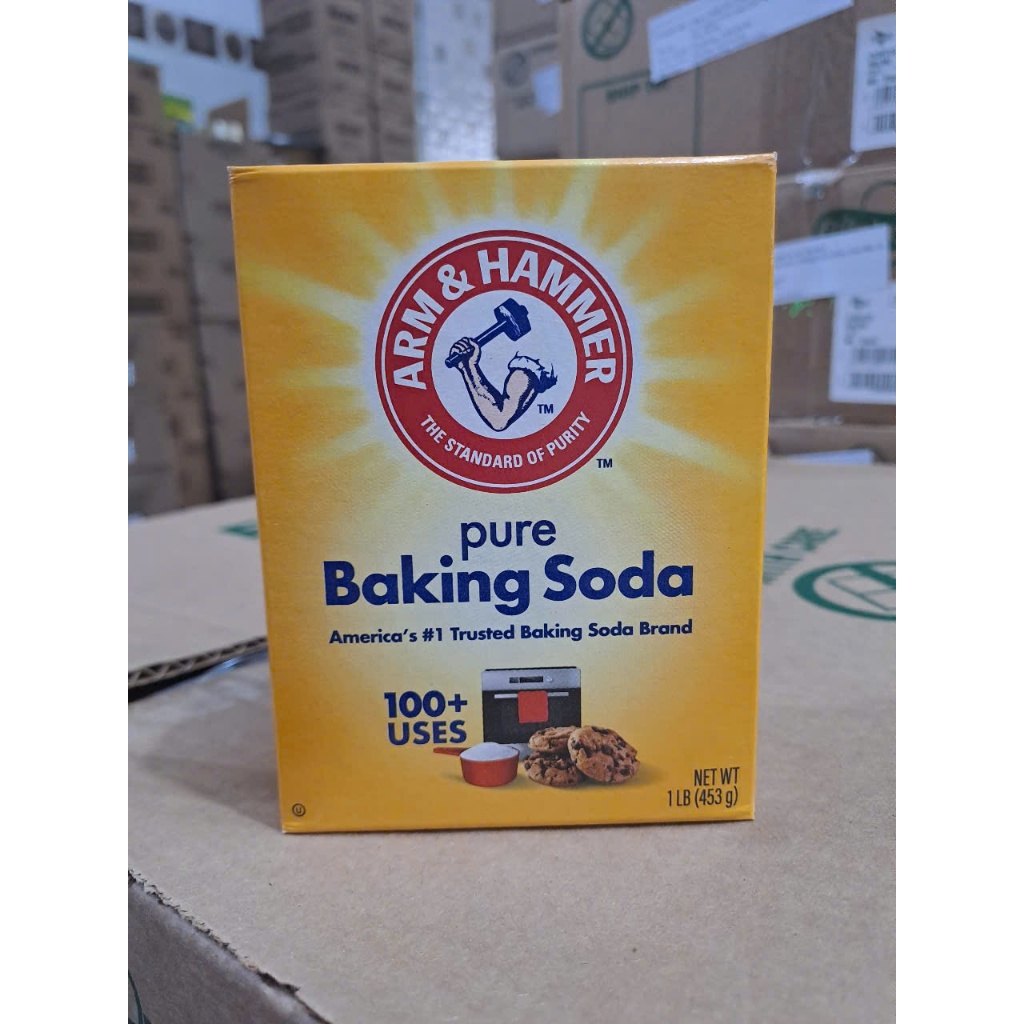 ARM & HAMMER
TM
THE STANDARD OF PURITY
TM
pure
Baking Soda
America's #1 Trusted Baking Soda Brand
100+
USES
NET WT
1 LB (453 g)
U